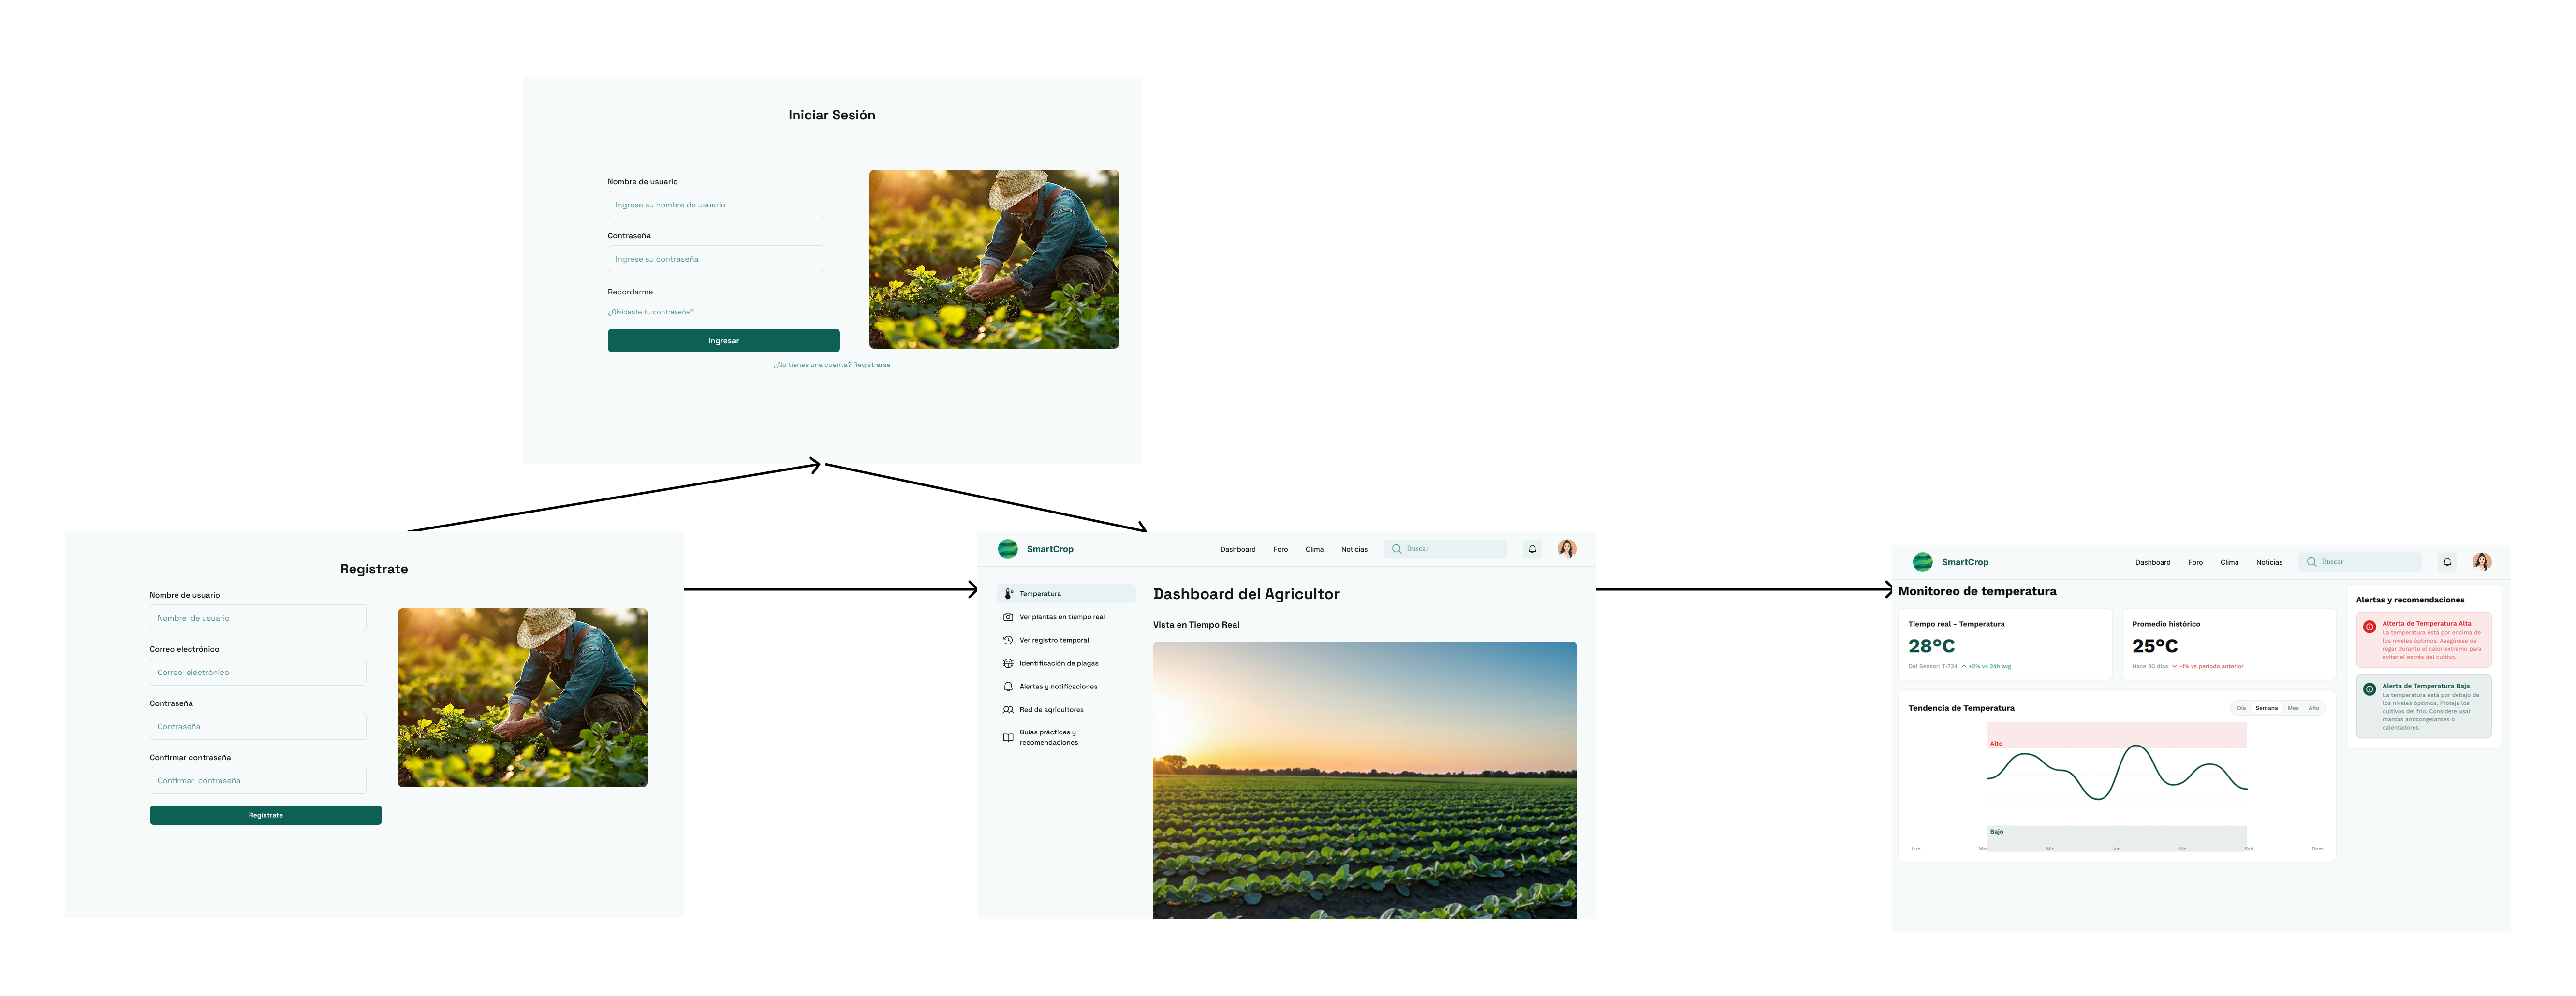 Iniciar Sesión
Nombre de usuario
Ingrese su nombre de usuario
Contraseña
Ingrese su contraseña
Recordarme
¿Olvidaste tu contraseña?
Ingresar
¿No tienes una cuenta? Registrarse
Regístrate
Nombre de usuario
Nombre de usuario
Correo electrónico
Correo electrónico
Contraseña
Contraseña
Confirmar contraseña
Confirmar contraseña
Regístrate
SmartCrop
Dashboard
Foro
Clima
Noticias
Buscar
Temperatura
Ver plantas en tiempo real
Ver registro temporal
Identificación de plagas
Alertas y notificaciones
Red de agricultores
Guías prácticas y
recomendaciones
Dashboard del Agricultor
Vista en Tiempo Real
SmartCrop
Dashboard
Foro
Clima
Noticias
Buscar
Monitoreo de temperatura
Tiempo real - Temperatura
28°C
Del Sensor: T-734 +2% vs 24h avg
Promedio histórico
25°C
Hace 30 días -1% vs período anterior
Tendencia de Temperatura
Día Semana Mes Año
Alto
Bajo
Lun Mar Mir Jue Vie Sab Dom
Alertas y recomendaciones
Alterta de Temperatura Alta
La temperatura está por encima de
los niveles óptimos. Asegúrese de
regar durante el calor extremo para
evitar el estrés del cultivo.
Alerta de Temperatura Baja
La temperatura está por debajo de
los niveles óptimos. Proteja los
cultivos del frío. Considere usar
mantas anticongelantes o
calentadores.